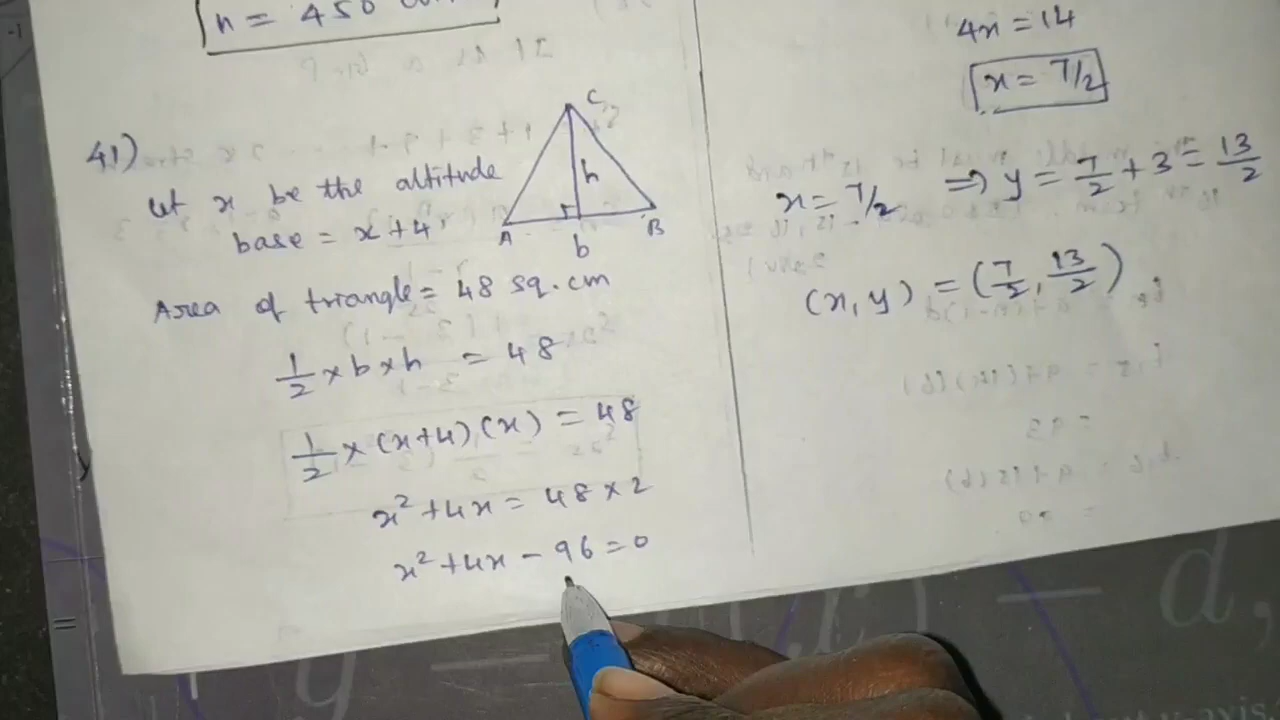 h = 450
41)
Let x be the altitude
base = x+4
C
h
A
b
B
Area of triangle = 48 sq.cm
1/2 × b × h = 48
1/2 × (x+4)(x) = 48
x² + 4x = 48 × 2
x² + 4x - 96 = 0
4x = 14
x = 7/2
x = 7/2 ⇒ y = 7/2 + 3 = 13/2
(x, y) = (7/2, 13/2)